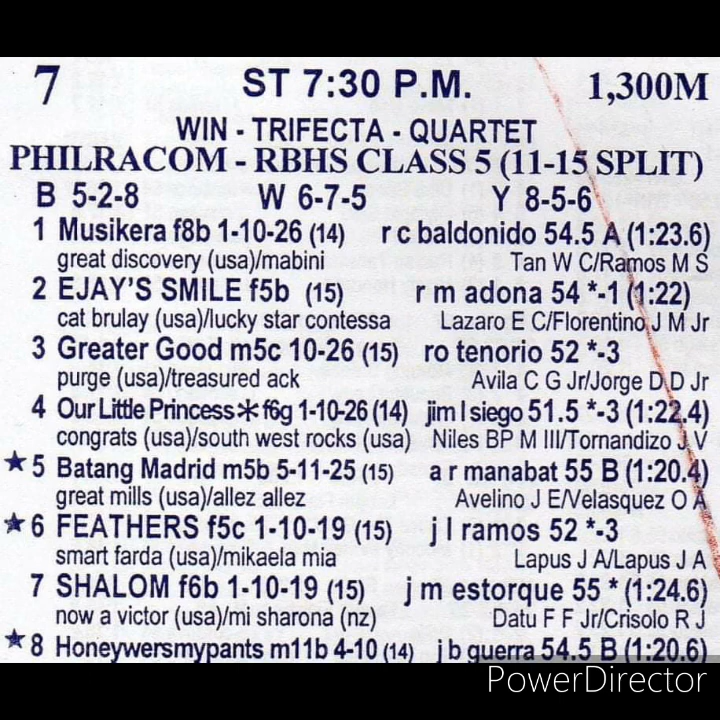 7 ST 7:30 P.M. 1,300M
WIN - TRIFECTA - QUARTET
PHILRACOM - RBHS CLASS 5 (11-15 SPLIT)
B 5-2-8 W 6-7-5 Y 8-5-6
1 Musikera f8b 1-10-26 (14) r c baldonido 54.5 A (1:23.6)
great discovery (usa)/mabini Tan W C/Ramos M S
2 EJAY'S SMILE f5b (15) r m adona 54 *-1 (1:22)
cat brulay (usa)/lucky star contessa Lazaro E C/Florentino J M Jr
3 Greater Good m5c 10-26 (15) ro tenorio 52 *-3
purge (usa)/treasured ack Avila C G Jr/Jorge D D Jr
4 Our Little Princess* f6g 1-10-26 (14) jim l siego 51.5 *-3 (1:22.4)
congrats (usa)/south west rocks (usa) Niles BP M III/Tornandizo J V
★5 Batang Madrid m5b 5-11-25 (15) a r manabat 55 B (1:20.4)
great mills (usa)/allez allez Avelino J E/Velasquez O A
★6 FEATHERS f5c 1-10-19 (15) j l ramos 52 *-3
smart farda (usa)/mikaela mia Lapus J A/Lapus J A
7 SHALOM f6b 1-10-19 (15) j m estorque 55 * (1:24.6)
now a victor (usa)/mi sharona (nz) Datu F F Jr/Crisolo R J
★8 Honeywersmypants m11b 4-10 (14) j b guerra 54.5 B (1:20.6)
PowerDirector